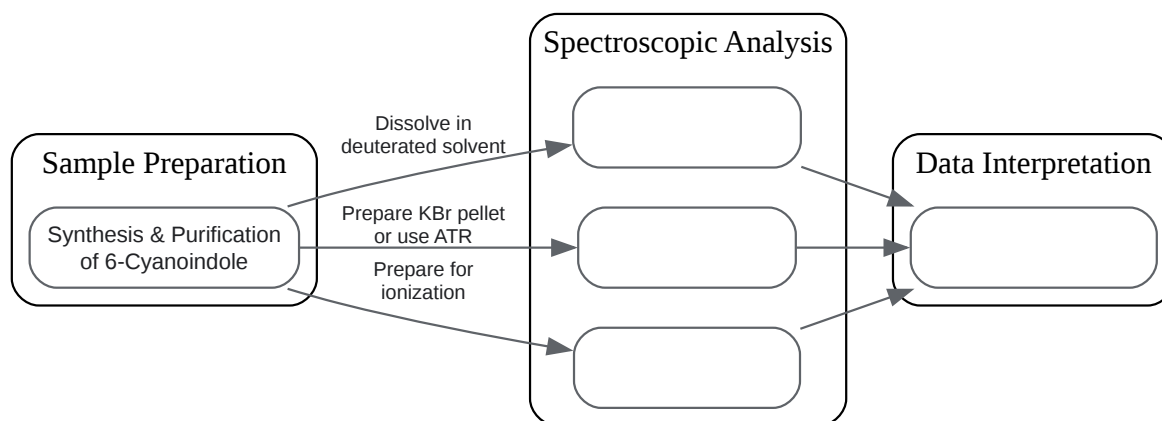 Spectroscopic Analysis
Dissolve in
deuterated solvent
Sample Preparation
Data Interpretation
Synthesis & Purification
of 6-Cyanoindole
Prepare KBr pellet
or use ATR
Prepare for
ionization